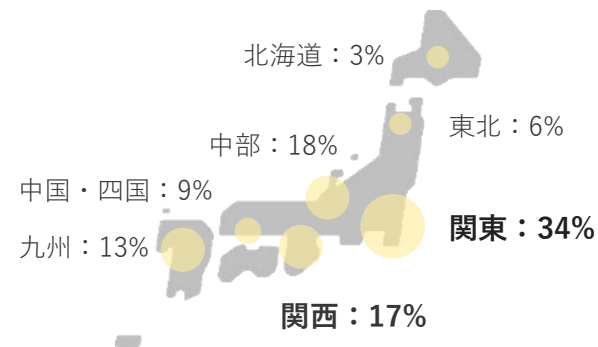 北海道：3%
東北：6%
中部：18%
中国・四国：9%
九州：13%
関東：34%
関西：17%